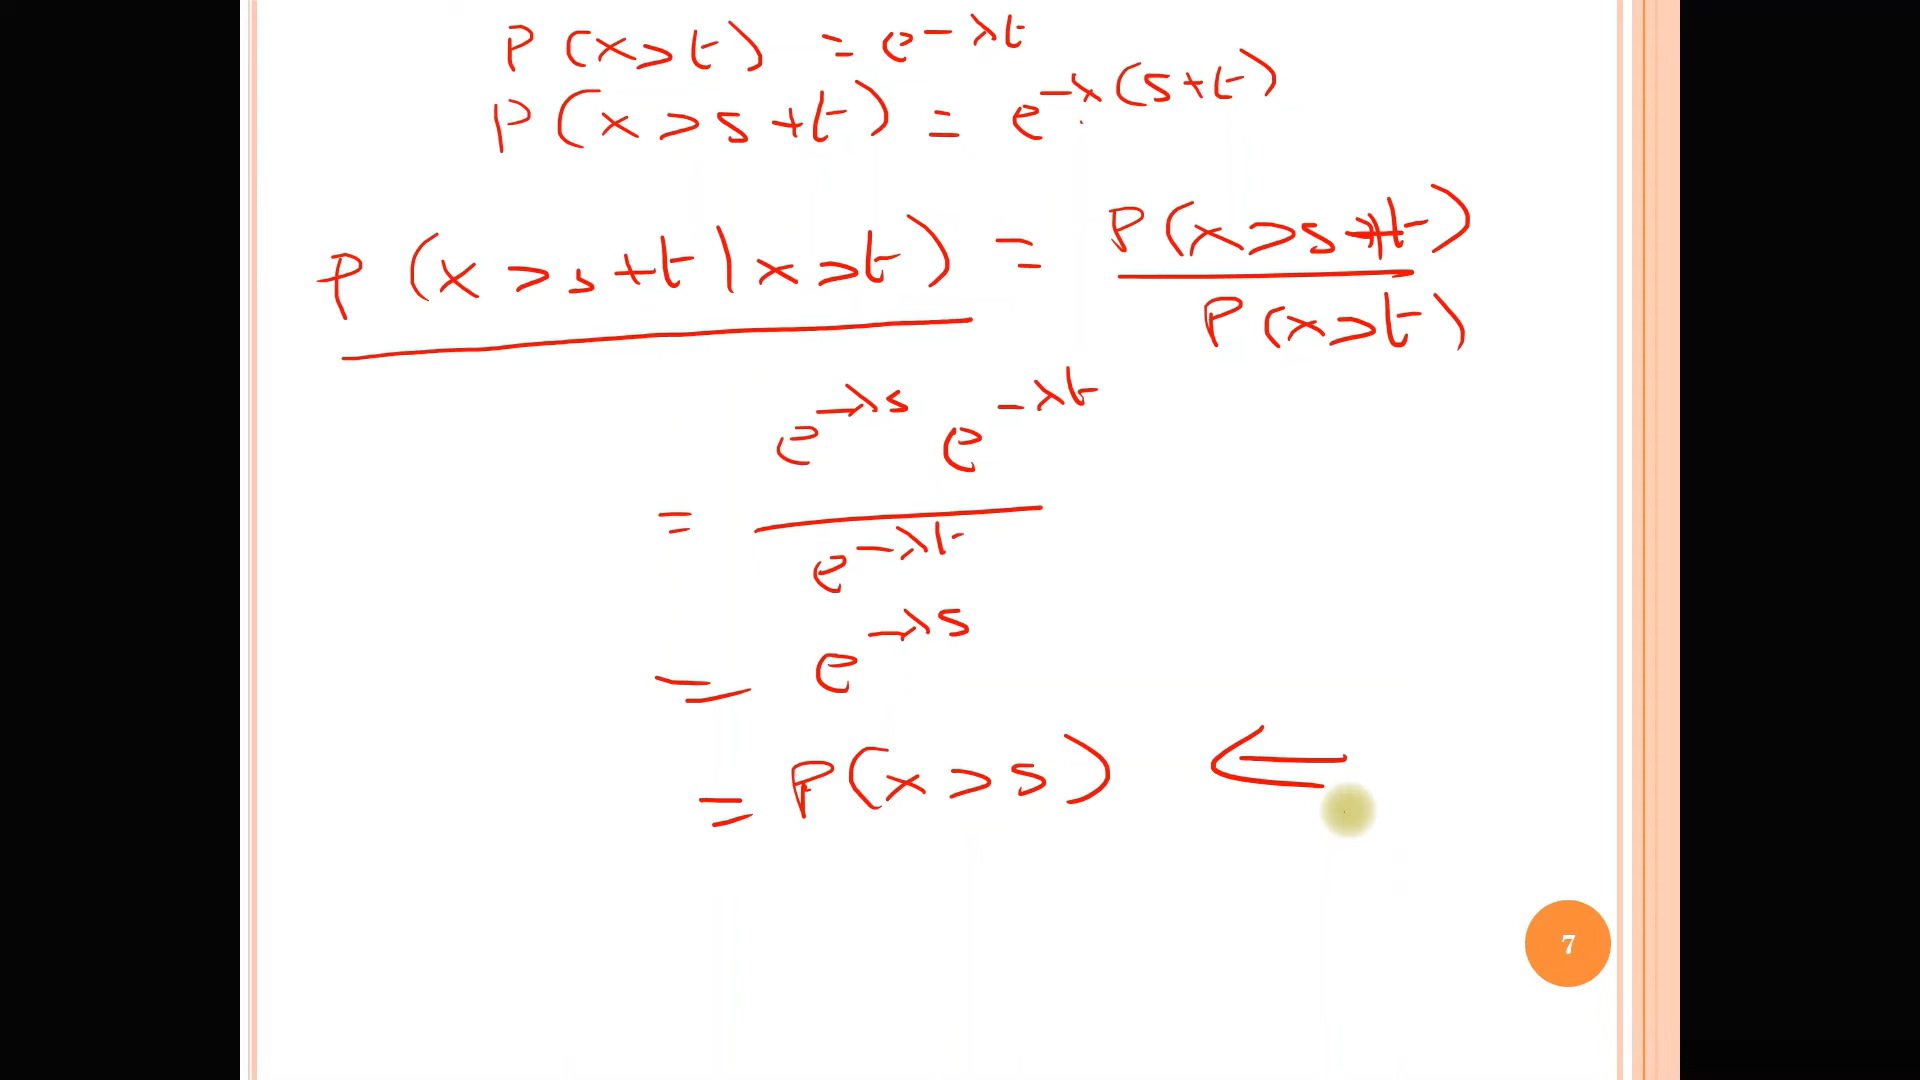 P(x>t) = e^{-λt}
P(x>s+t) = e^{-λ(s+t)}
P(x>s+t|x>t) = P(x>s+t)
P(x>t)
e^{-λs} e^{-λt}
=
e^{-λt}
= e^{-λs}
= P(x>s) ⇐
7